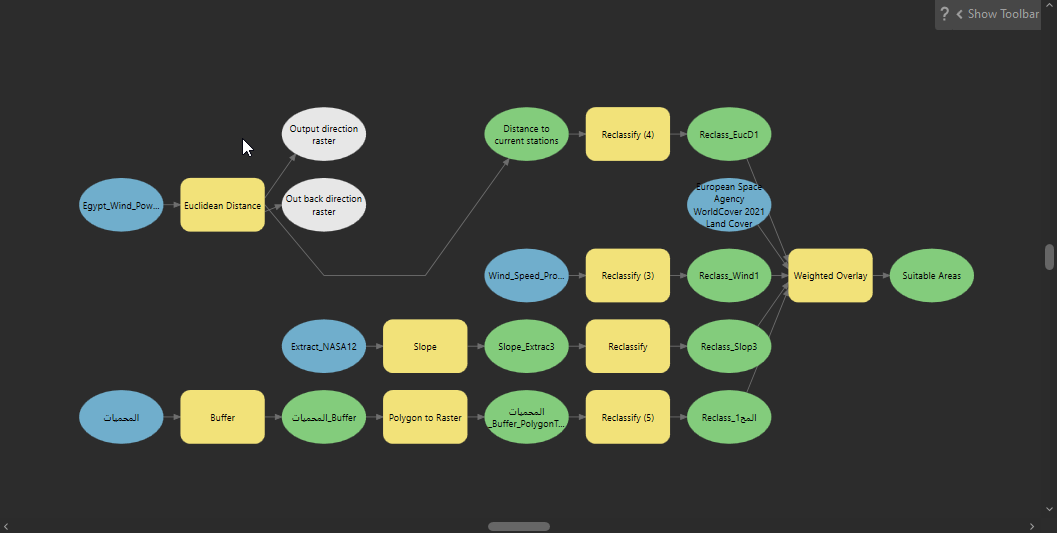 ? < Show Toolbar
Output direction
raster
Distance to
current stations
Reclassify (4)
Reclass_EucD1
Egypt_Wind_Pow...
Euclidean Distance
Out back direction
raster
European Space
Agency
WorldCover 2021
Land Cover
Wind_Speed_Pro...
Reclassify (3)
Reclass_Wind1
Weighted Overlay
Suitable Areas
Extract_NASA12
Slope
Slope_Extrac3
Reclassify
Reclass_Slop3
المحميات
Buffer
المحميات_Buffer
Polygon to Raster
المحميات
_Buffer_PolygonT...
Reclassify (5)
Reclass_المح1